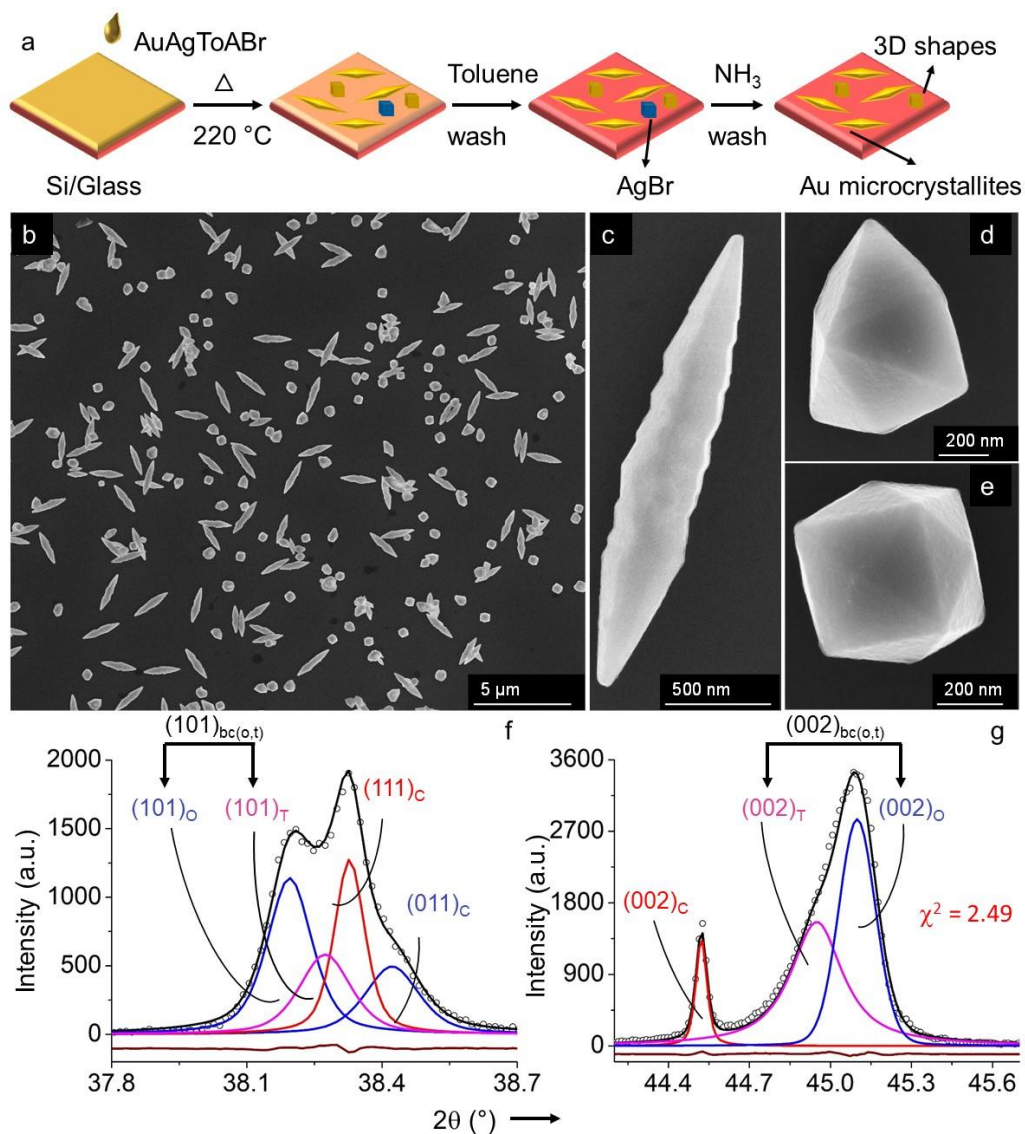 a
AuAgToABr
△
220 °C
Si/Glass
Toluene
wash
AgBr
NH₃
wash
3D shapes
Au microcrystallites
b
5 µm
c
500 nm
d
200 nm
e
200 nm
(101)bc(o,t)
f
2000
1500
1000
500
0
Intensity (a.u.)
(101)O
(101)T
(111)C
(011)C
37.8
38.1
38.4
38.7
(002)bc(o,t)
g
3600
2700
1800
900
0
Intensity (a.u.)
(002)T
(002)O
(002)C
χ² = 2.49
44.4
44.7
45.0
45.3
45.6
2θ (°)